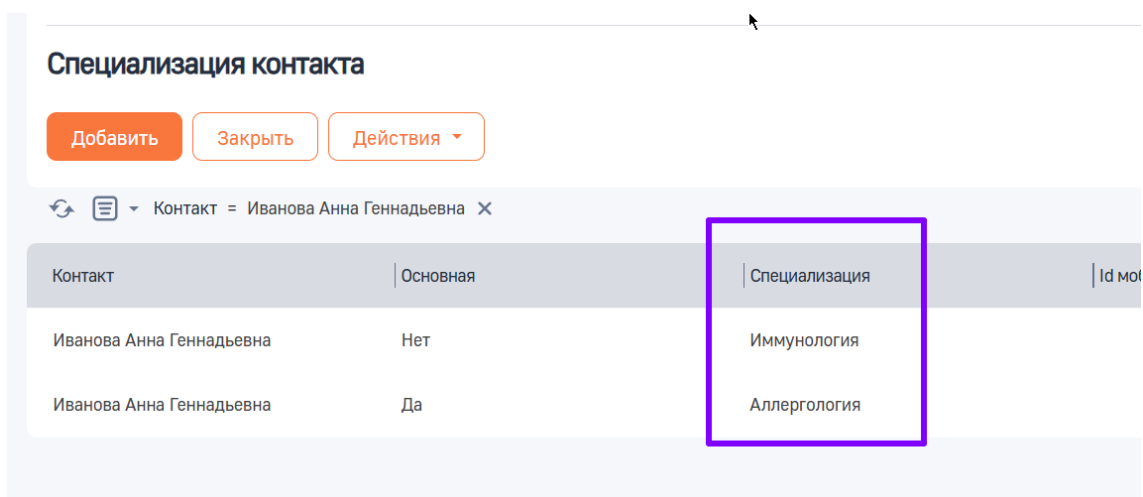 Специализация контакта
Добавить Закрыть Действия
Контакт = Иванова Анна Геннадьевна
Контакт Основная Специализация Id
Иванова Анна Геннадьевна Нет Иммунология
Иванова Анна Геннадьевна Да Аллергология